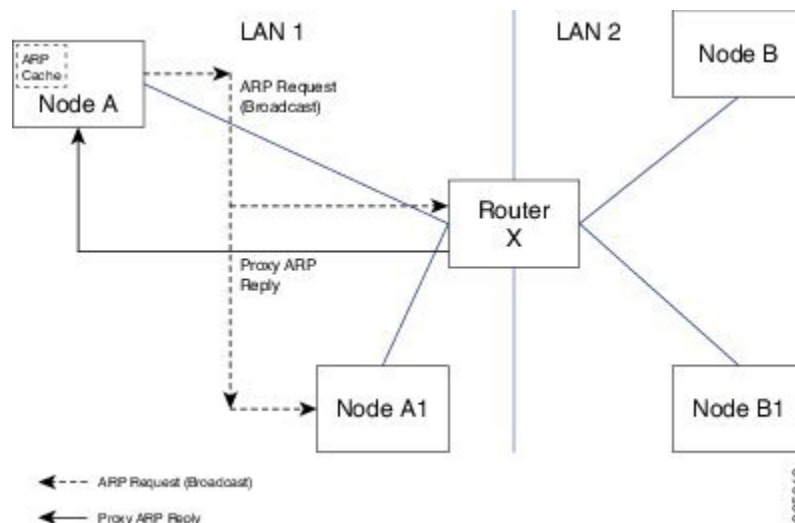 LAN 1
LAN 2
ARP
Cache
Node A
ARP Request
(Broadcast)
Node B
Router
X
Proxy ARP
Reply
Node A1
Node B1
ARP Request (Broadcast)
Proxy ARP Reply